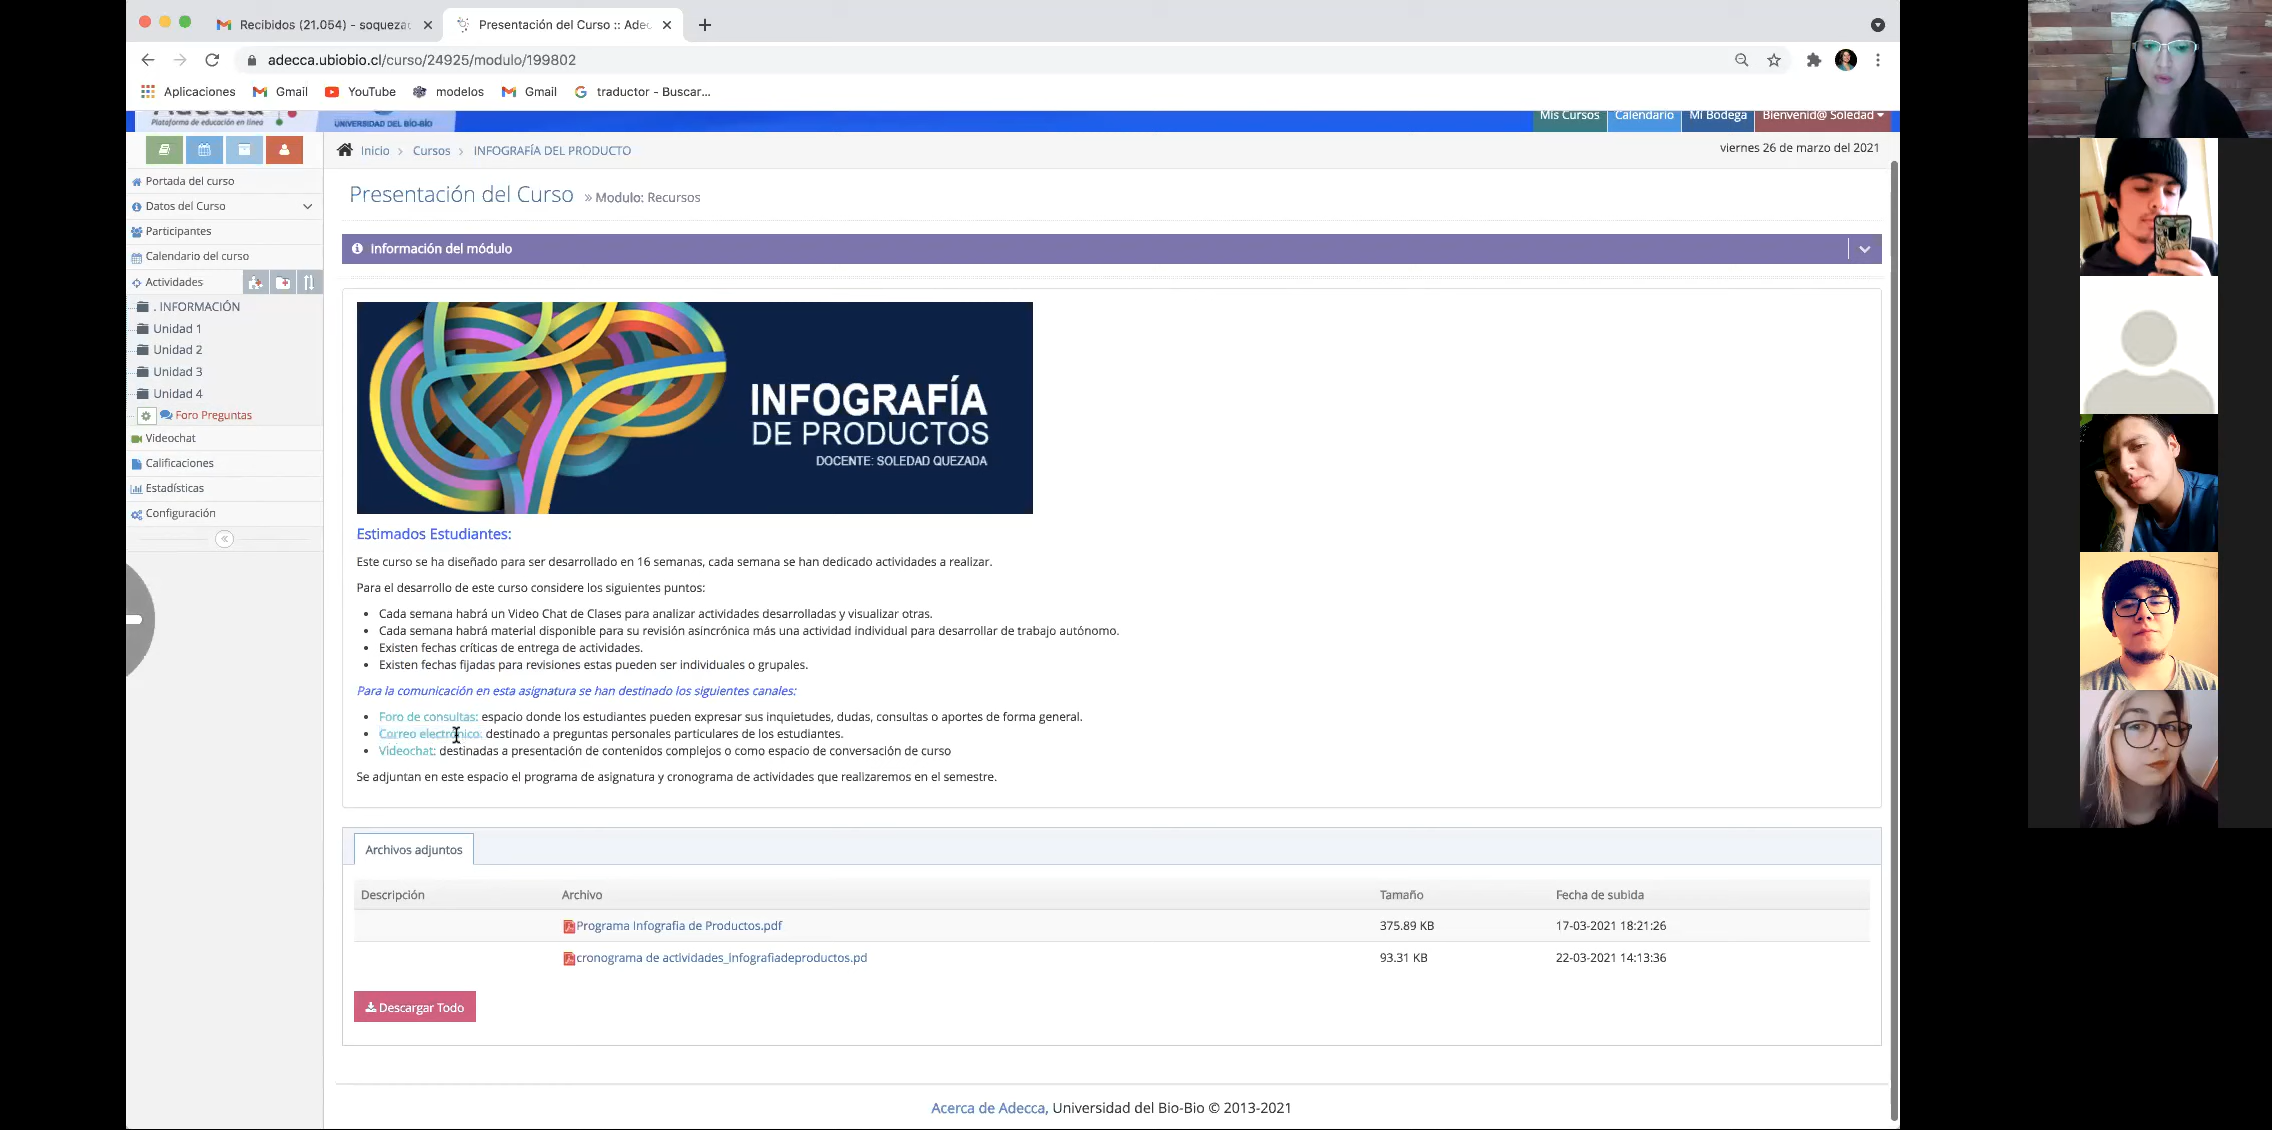 Recibidos (21.054) - soqueza
Presentación del Curso :: Adec
adecca.ubiobio.cl/curso/24925/modulo/199802
Aplicaciones
Gmail
YouTube
modelos
Gmail
traductor - Buscar...
Adecca
Plataforma de educación en línea
UNIVERSIDAD DEL BÍO-BÍO
Mis Cursos
Calendario
Mi Bodega
Bienvenid@ Soledad
Inicio > Cursos > INFOGRAFÍA DEL PRODUCTO
viernes 26 de marzo del 2021
Portada del curso
Datos del Curso
Participantes
Calendario del curso
Actividades
. INFORMACIÓN
Unidad 1
Unidad 2
Unidad 3
Unidad 4
Foro Preguntas
Videochat
Calificaciones
Estadísticas
Configuración
Presentación del Curso » Modulo: Recursos
Información del módulo
INFOGRAFÍA
DE PRODUCTOS
DOCENTE: SOLEDAD QUEZADA
Estimados Estudiantes:
Este curso se ha diseñado para ser desarrollado en 16 semanas, cada semana se han dedicado actividades a realizar.
Para el desarrollo de este curso considere los siguientes puntos:
• Cada semana habrá un Video Chat de Clases para analizar actividades desarrolladas y visualizar otras.
• Cada semana habrá material disponible para su revisión asincrónica más una actividad individual para desarrollar de trabajo autónomo.
• Existen fechas críticas de entrega de actividades.
• Existen fechas fijadas para revisiones estas pueden ser individuales o grupales.
Para la comunicación en esta asignatura se han destinado los siguientes canales:
• Foro de consultas: espacio donde los estudiantes pueden expresar sus inquietudes, dudas, consultas o aportes de forma general.
• Correo electrónico: destinado a preguntas personales particulares de los estudiantes.
• Videochat: destinadas a presentación de contenidos complejos o como espacio de conversación de curso
Se adjuntan en este espacio el programa de asignatura y cronograma de actividades que realizaremos en el semestre.
Archivos adjuntos
Descripción Archivo Tamaño Fecha de subida
Programa Infografia de Productos.pdf 375.89 KB 17-03-2021 18:21:26
cronograma de actividades_infografiadeproductos.pd 93.31 KB 22-03-2021 14:13:36
Descargar Todo
Acerca de Adecca, Universidad del Bio-Bio © 2013-2021